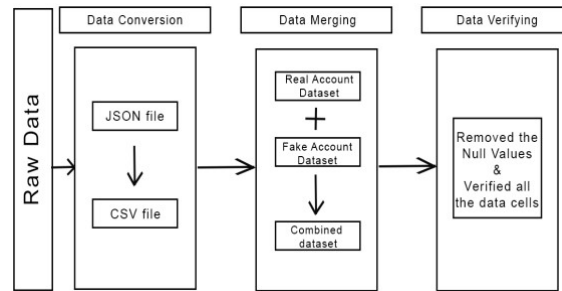 Raw Data
Data Conversion
JSON file
CSV file
Data Merging
Real Account
Dataset
+
Fake Account
Dataset
Combined
dataset
Data Verifying
Removed the
Null Values
&
Verified all
the data cells